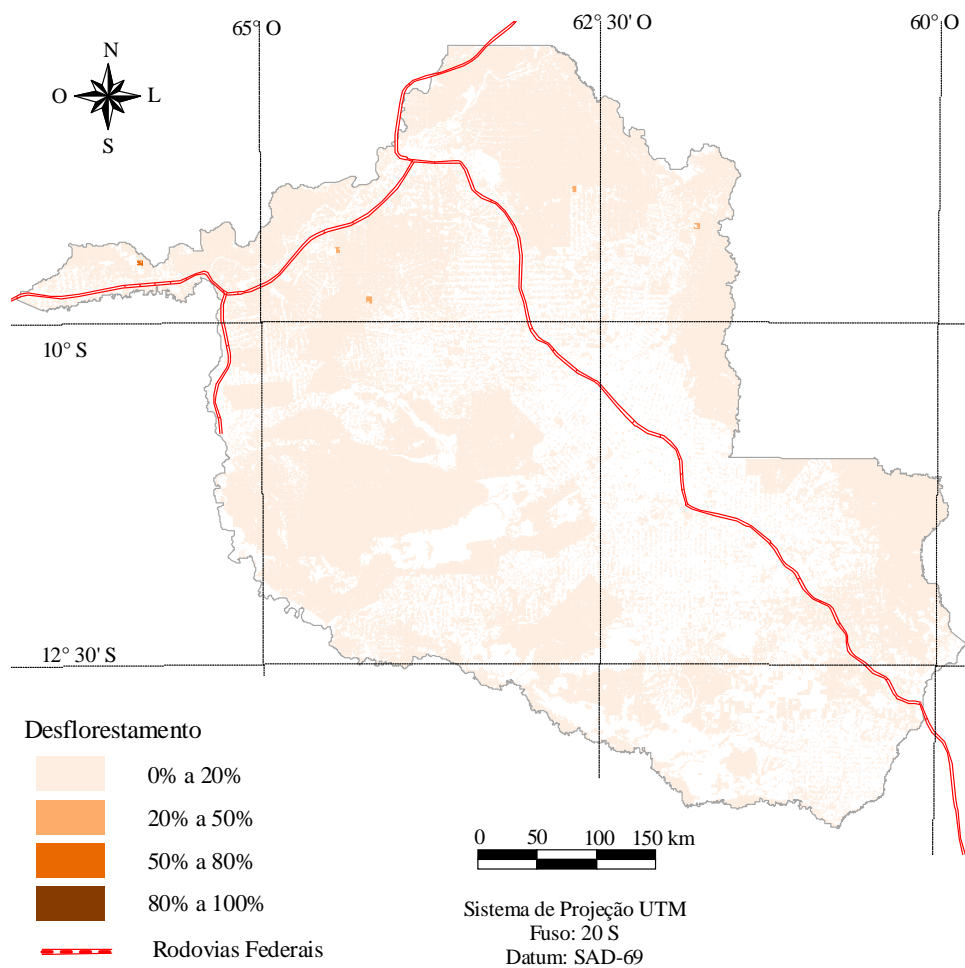 65° O
62° 30' O
60° O
N
O
L
S
10° S
12° 30' S
Desflorestamento
0% a 20%
20% a 50%
50% a 80%
80% a 100%
Rodovias Federais
0 50 100 150 km
Sistema de Projeção UTM
Fuso: 20 S
Datum: SAD-69